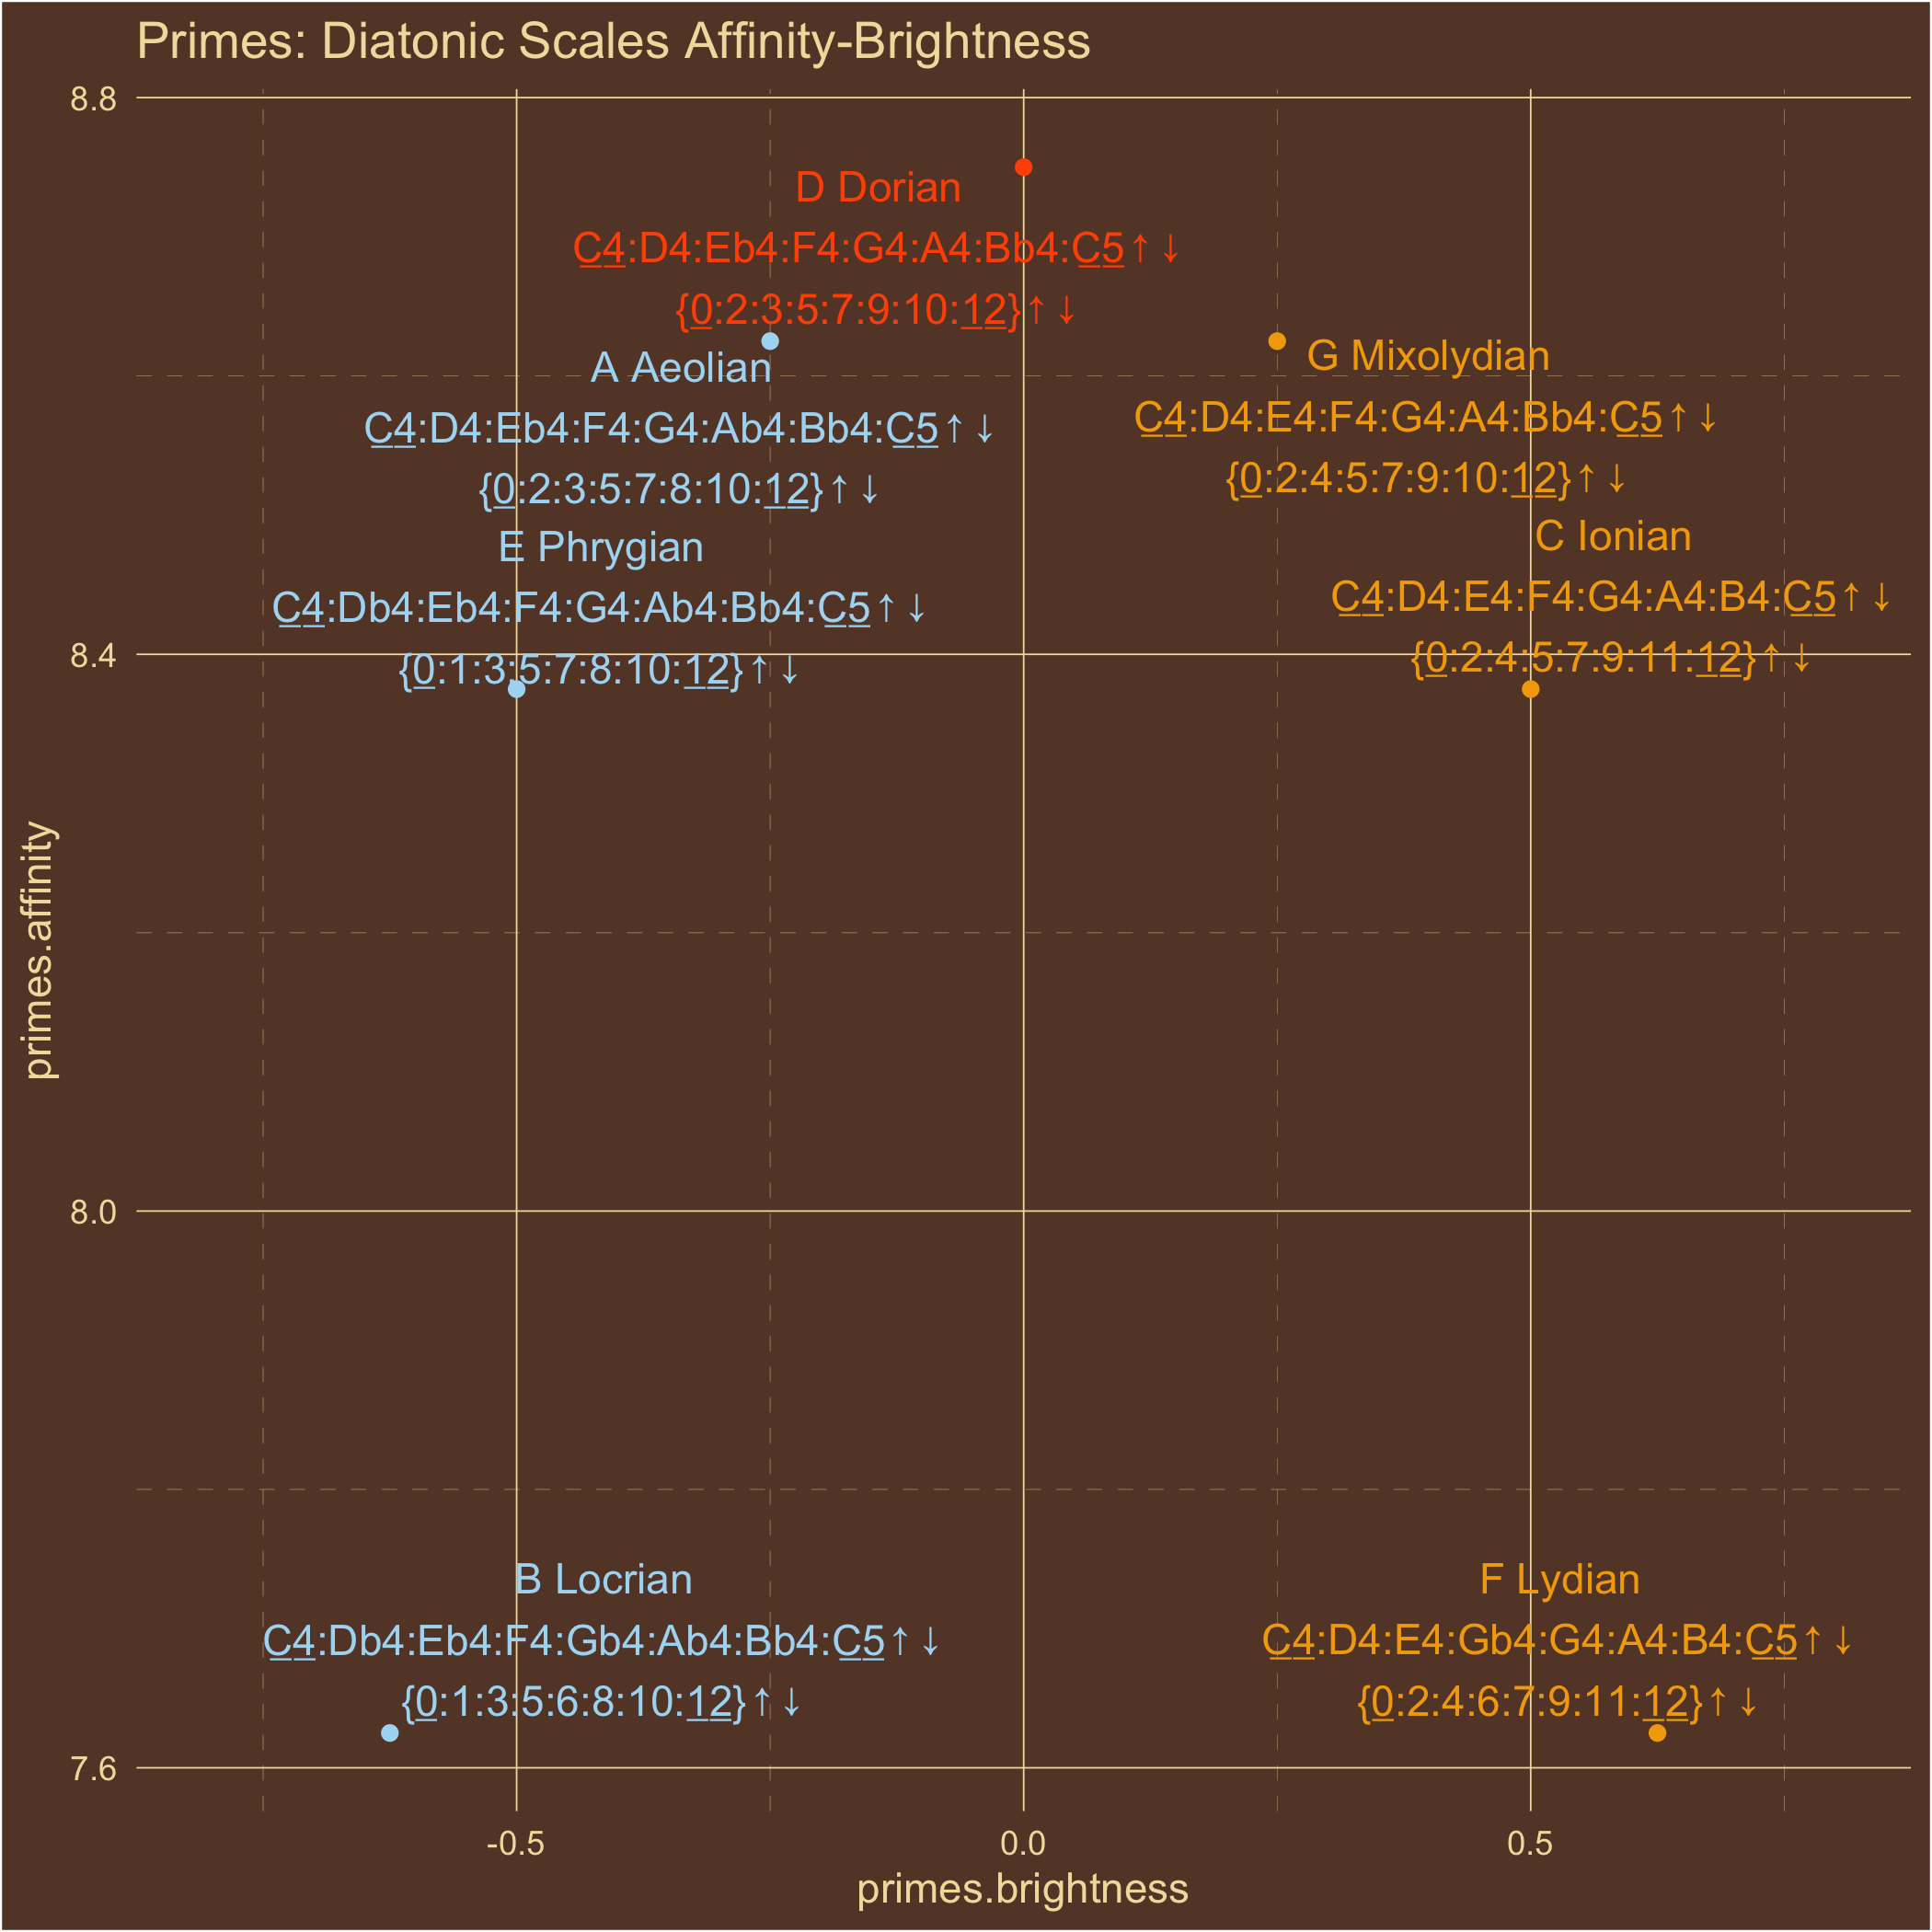 Primes: Diatonic Scales Affinity-Brightness
8.8
D Dorian
C4:D4:Eb4:F4:G4:A4:Bb4:C5↑↓
{0:2:3:5:7:9:10:12}↑↓
A Aeolian
C4:D4:Eb4:F4:G4:Ab4:Bb4:C5↑↓
{0:2:3:5:7:8:10:12}↑↓
G Mixolydian
C4:D4:E4:F4:G4:A4:Bb4:C5↑↓
{0:2:4:5:7:9:10:12}↑↓
E Phrygian
C4:Db4:Eb4:F4:G4:Ab4:Bb4:C5↑↓
{0:1:3:5:7:8:10:12}↑↓
C Ionian
C4:D4:E4:F4:G4:A4:B4:C5↑↓
{0:2:4:5:7:9:11:12}↑↓
8.4
primes.affinity
8.0
B Locrian
C4:Db4:Eb4:F4:Gb4:Ab4:Bb4:C5↑↓
{0:1:3:5:6:8:10:12}↑↓
F Lydian
C4:D4:E4:Gb4:G4:A4:B4:C5↑↓
{0:2:4:6:7:9:11:12}↑↓
7.6
-0.5 0.0 0.5
primes.brightness